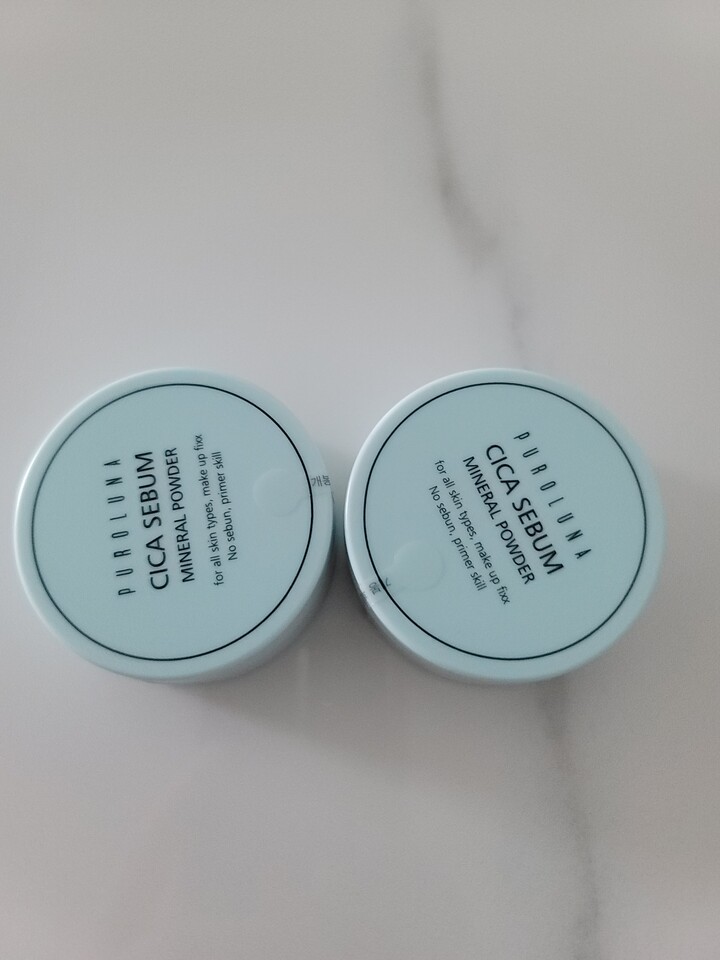 PUROLUNA
CICA SEBUM
MINERAL POWDER
for all skin types, make up fixx
No sebun, primer skill
PUROLUNA
CICA SEBUM
MINERAL POWDER
for all skin types, make up fixx
No sebun, primer skill